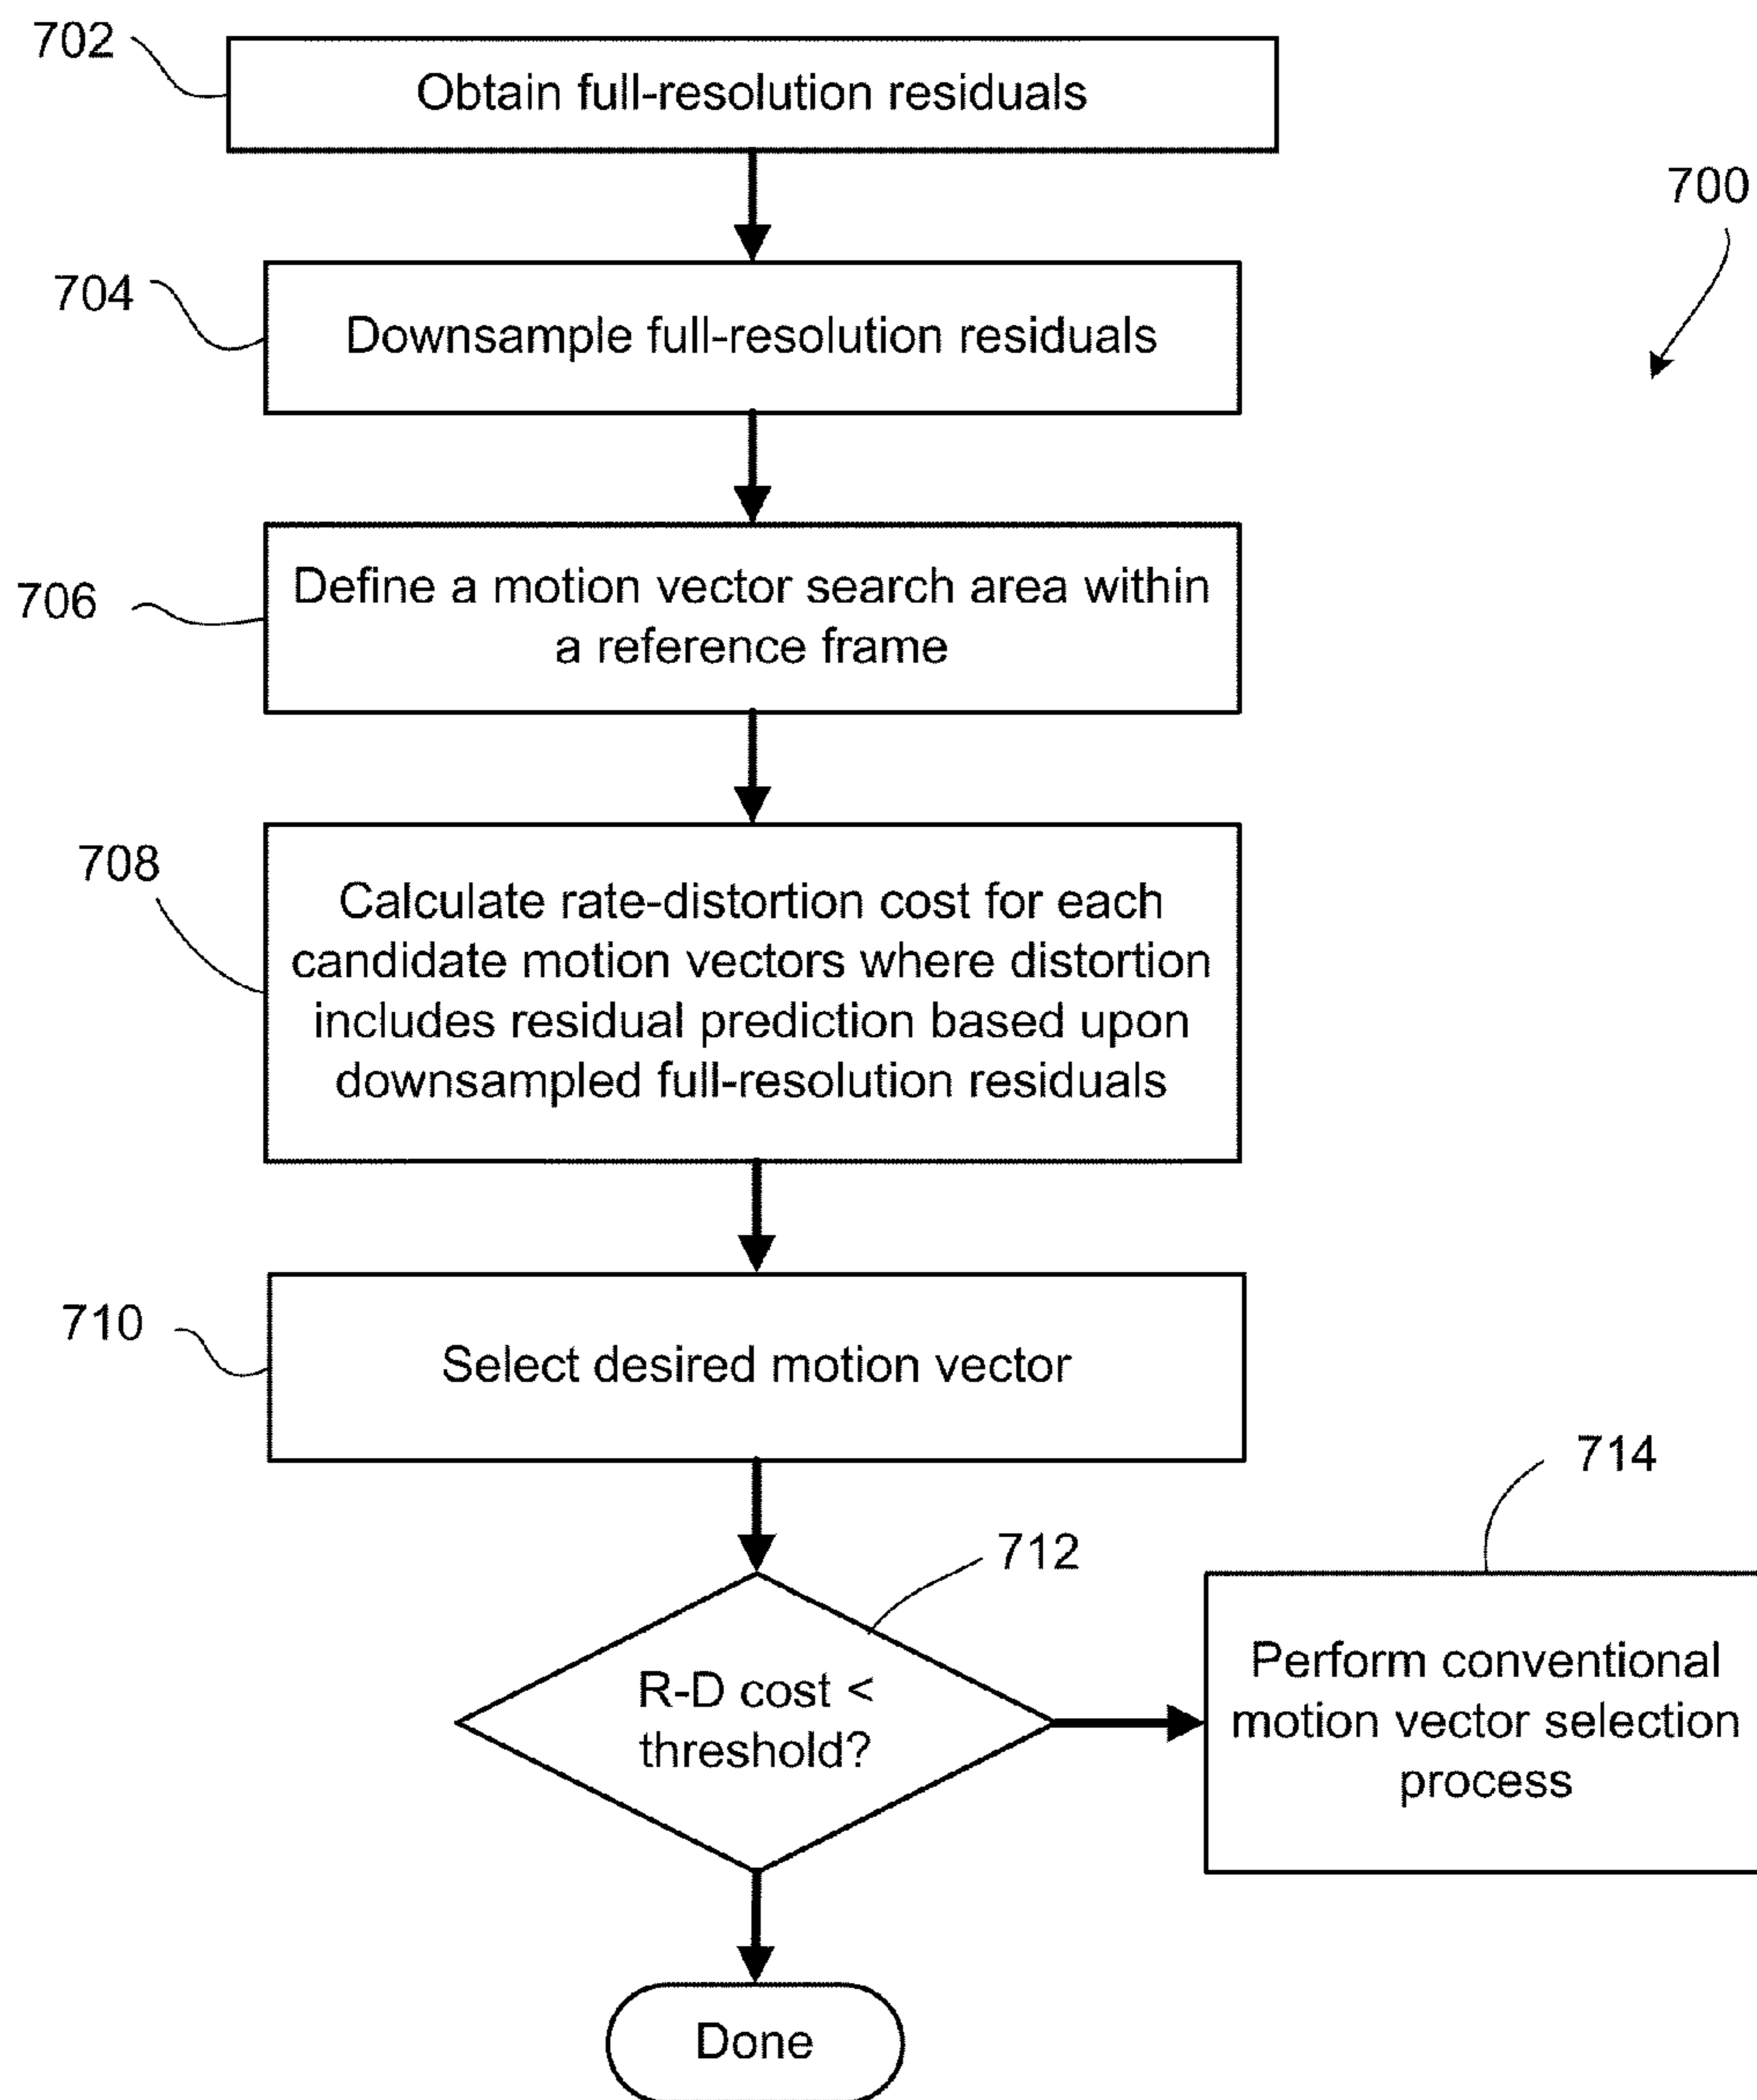 702
Obtain full-resolution residuals
700
704
Downsample full-resolution residuals
706
Define a motion vector search area within
a reference frame
708
Calculate rate-distortion cost for each
candidate motion vectors where distortion
includes residual prediction based upon
downsampled full-resolution residuals
710
Select desired motion vector
714
712
R-D cost <
threshold?
Perform conventional
motion vector selection
process
Done